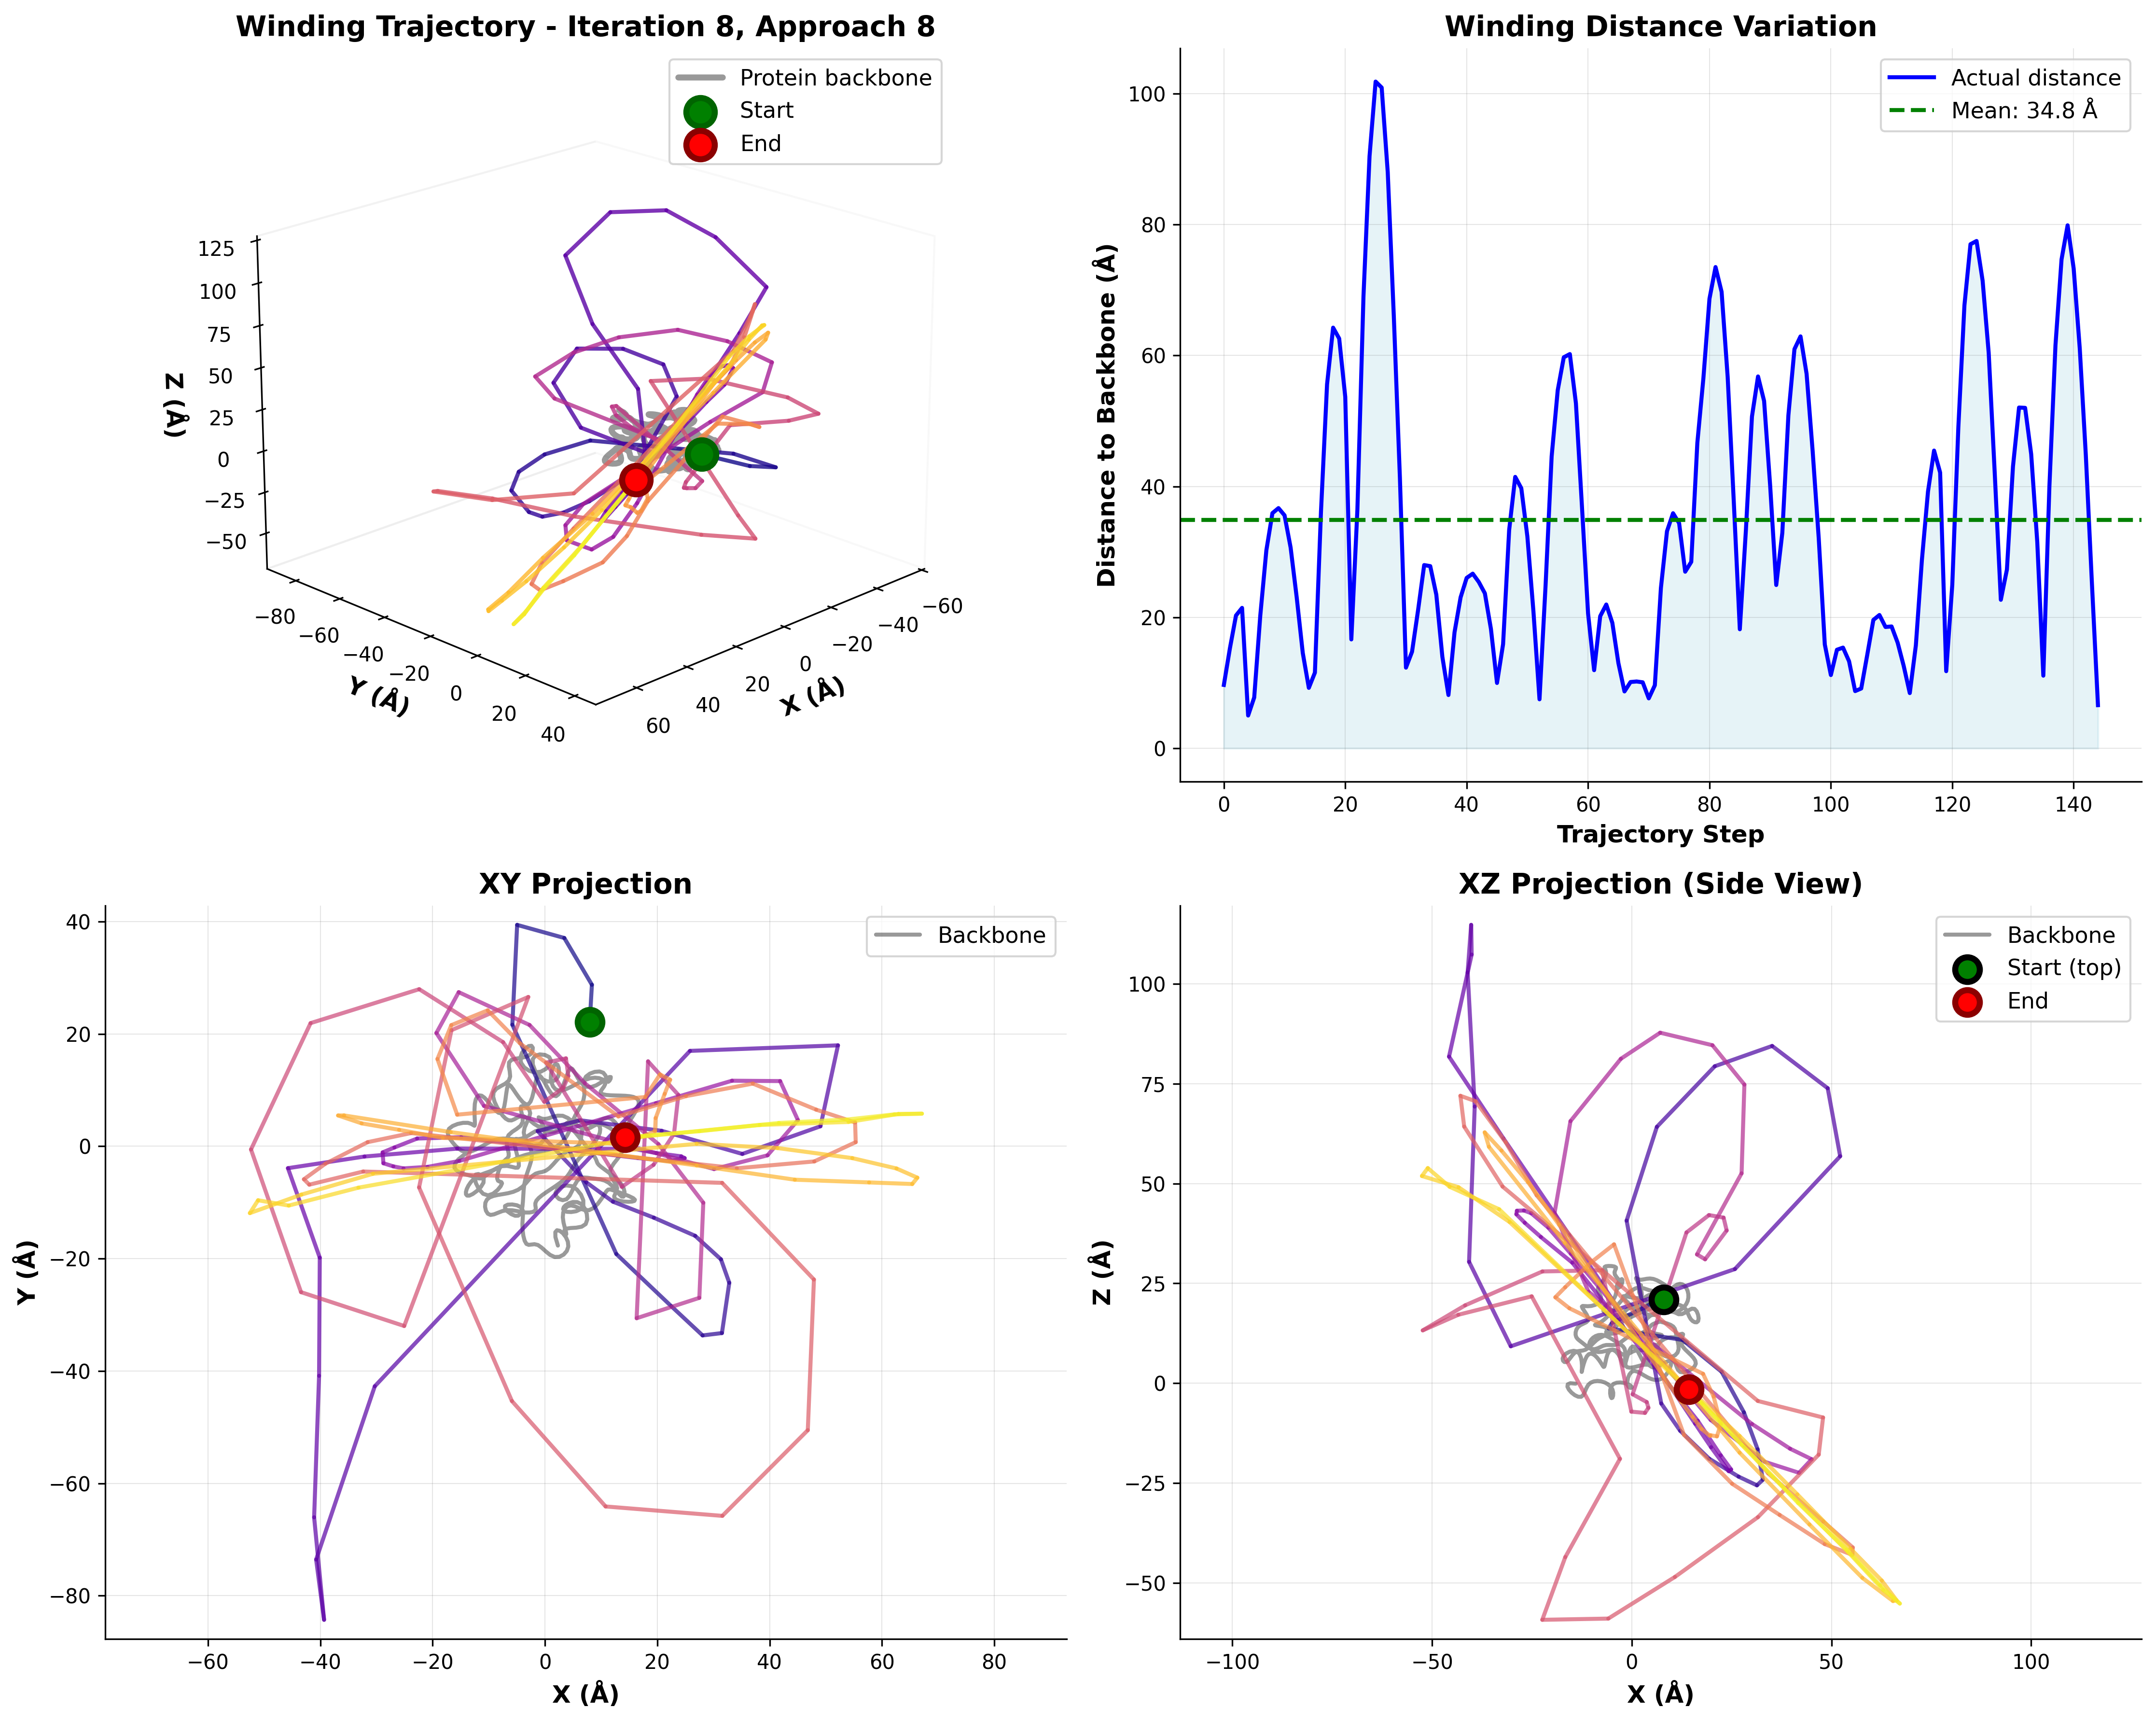 Winding Trajectory - Iteration 8, Approach 8
Protein backbone
Start
End
125
100
75
50
25
0
−25
−50
Z (Å)
−80
−60
−40
−20
0
20
40
Y (Å)
−60
−40
−20
0
20
40
60
X (Å)
Winding Distance Variation
Actual distance
Mean: 34.8 Å
100
80
60
40
20
0
Distance to Backbone (Å)
0
20
40
60
80
100
120
140
Trajectory Step
XY Projection
Backbone
40
20
0
−20
−40
−60
−80
Y (Å)
−60
−40
−20
0
20
40
60
80
X (Å)
XZ Projection (Side View)
Backbone
Start (top)
End
100
75
50
25
0
−25
−50
Z (Å)
−100
−50
0
50
100
X (Å)